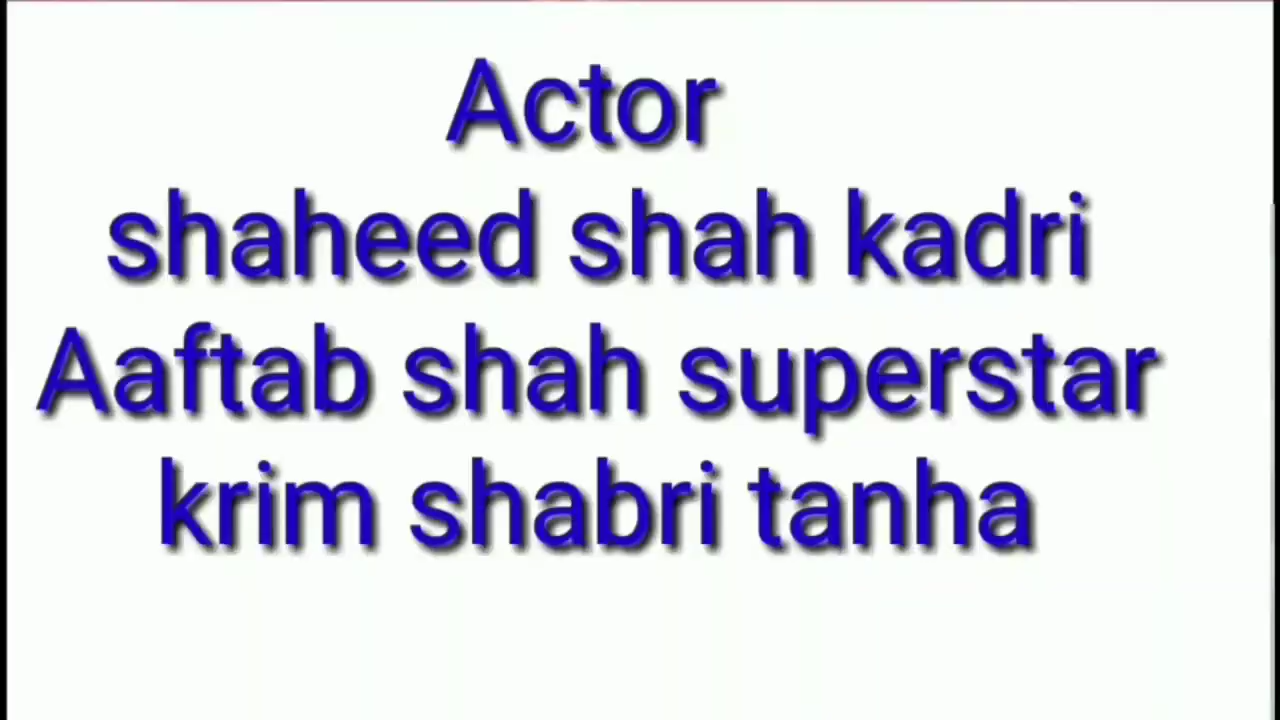 Actor
shaheed shah kadri
Aaftab shah superstar
krim shabri tanha